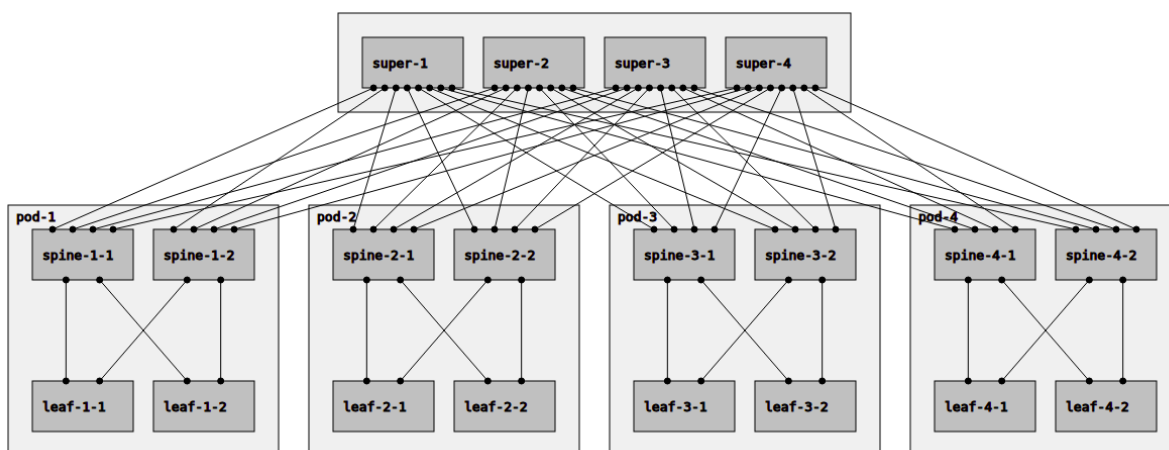 super-1 super-2 super-3 super-4
pod-1 pod-2 pod-3 pod-4
spine-1-1 spine-1-2 spine-2-1 spine-2-2 spine-3-1 spine-3-2 spine-4-1 spine-4-2
leaf-1-1 leaf-1-2 leaf-2-1 leaf-2-2 leaf-3-1 leaf-3-2 leaf-4-1 leaf-4-2